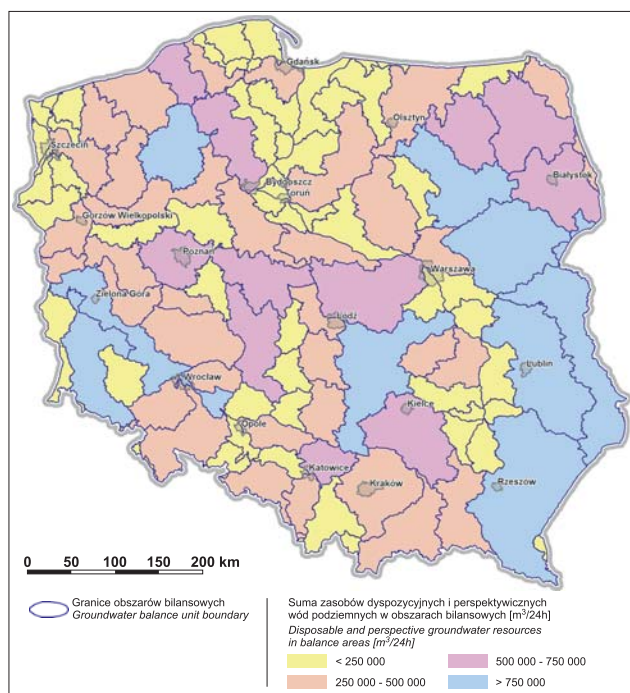 Gdańsk
Olsztyn
Szczecin
Białystok
Bydgoszcz
Toruń
Gorzów Wielkopolski
Poznań
Warszawa
Zielona Góra
Łódź
Lublin
Wrocław
Kielce
Opole
Katowice
Kraków
Rzeszów
0 50 100 150 200 km
Granice obszarów bilansowych
Groundwater balance unit boundary
Suma zasobów dyspozycyjnych i perspektywicznych
wód podziemnych w obszarach bilansowych [m³/24h]
Disposable and perspective groundwater resources
in balance areas [m³/24h]
< 250 000
500 000 - 750 000
250 000 - 500 000
> 750 000